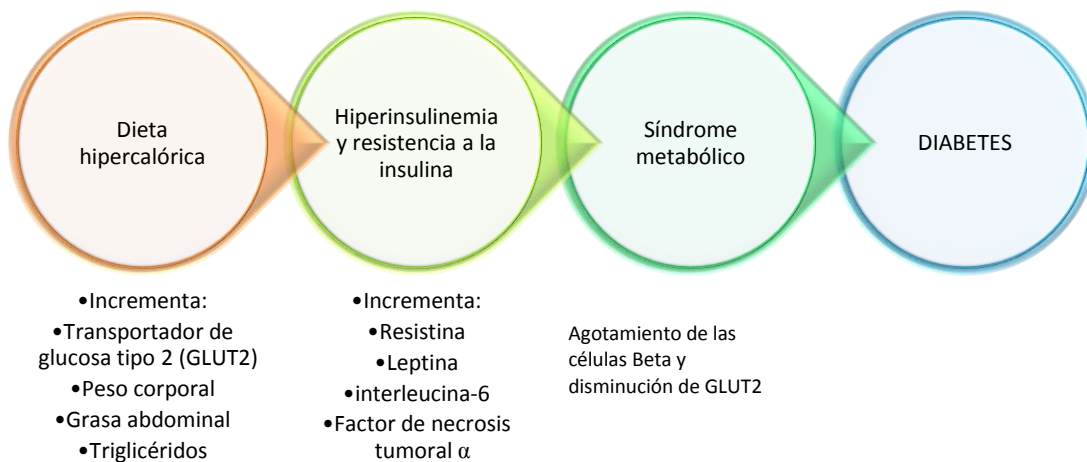 Dieta
hipercalórica
Hiperinsulinemia
y resistencia a la
insulina
Síndrome
metabólico
DIABETES
•Incrementa:
•Transportador de
glucosa tipo 2 (GLUT2)
•Peso corporal
•Grasa abdominal
•Triglicéridos
•Incrementa:
•Resistina
•Leptina
•interleucina-6
•Factor de necrosis
tumoral α
Agotamiento de las
células Beta y
disminución de GLUT2